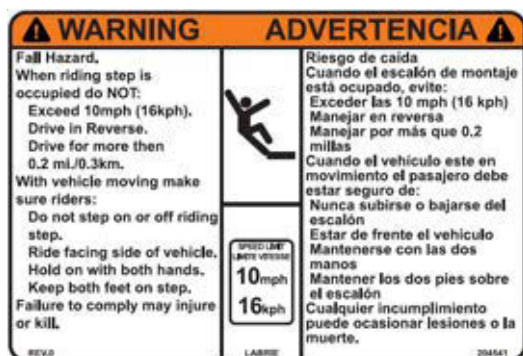 WARNING
ADVERTENCIA
Fall Hazard.
When riding step is
occupied do NOT:
Exceed 10mph (16kph).
Drive in Reverse.
Drive for more then
0.2 mi./0.3km.
With vehicle moving make
sure riders:
Do not step on or off riding
step.
Ride facing side of vehicle.
Hold on with both hands.
Keep both feet on step.
Failure to comply may injure
or kill.
REV.0
SPEED LIMIT
LIMITE VITESSE
10mph
16kph
LABRIE
Riesgo de caida
Cuando el escalón de montaje
está ocupado, evite:
Exceder las 10 mph (16 kph)
Manejar en reversa
Manejar por más que 0.2
millas
Cuando el vehiculo este en
movimiento el pasajero debe
estar seguro de:
Nunca subirse o bajarse del
escalón
Estar de frente el vehiculo
Mantenerse con las dos
manos
Mantener los dos pies sobre
el escalón
Cualquier incumplimiento
puede ocasionar lesiones o la
muerte.
204541